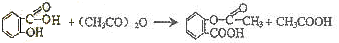 O
C
OH + (CH₃CO)₂O ⟶ O—C—CH₃ + CH₃COOH
OH
O
COOH